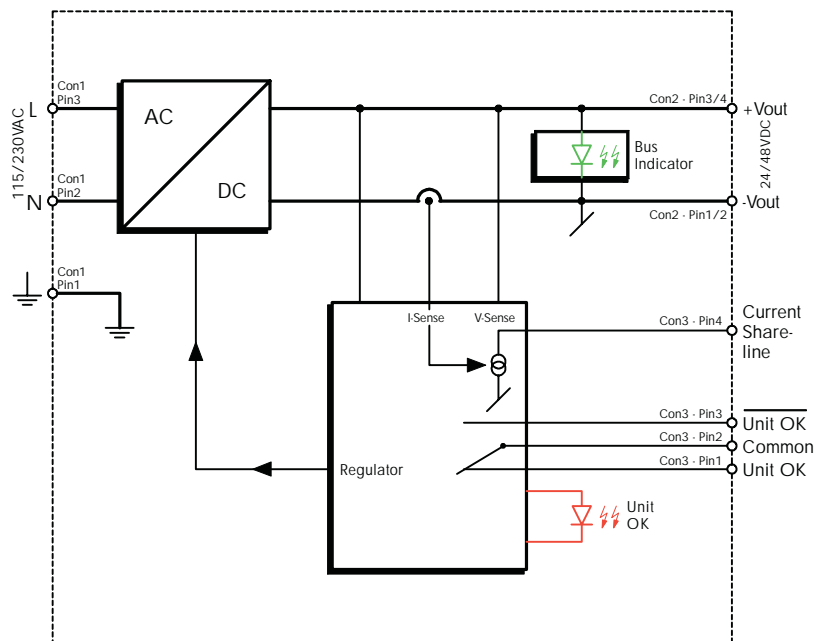 Con1
Pin3
L
115/230VAC
Con1
Pin2
N
Con1
Pin1
AC
DC
Con2 - Pin3/4
+Vout
24/48VDC
Bus
Indicator
-Vout
Con2 - Pin1/2
I-Sense
V-Sense
Con3 - Pin4
Current
Share-
line
Con3 - Pin3
Unit OK
Con3 - Pin2
Common
Con3 - Pin1
Unit OK
Regulator
Unit
OK